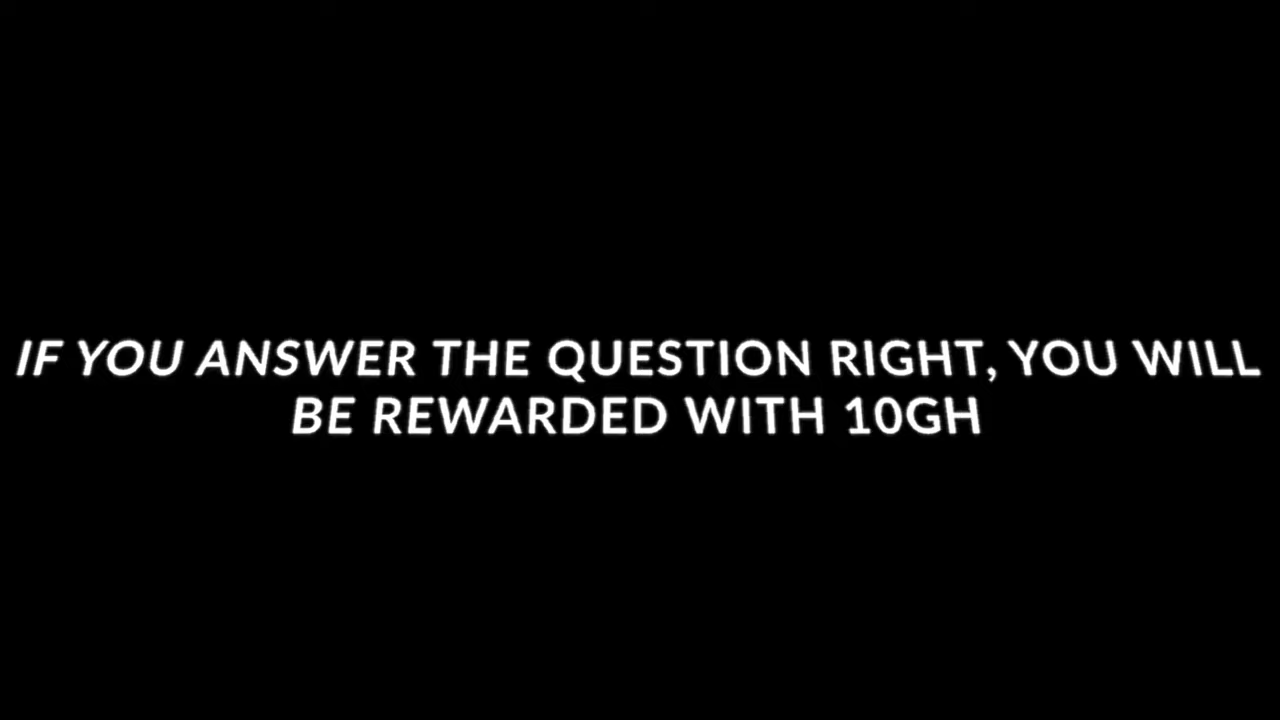 IF YOU ANSWER THE QUESTION RIGHT, YOU WILL
BE REWARDED WITH 10GH